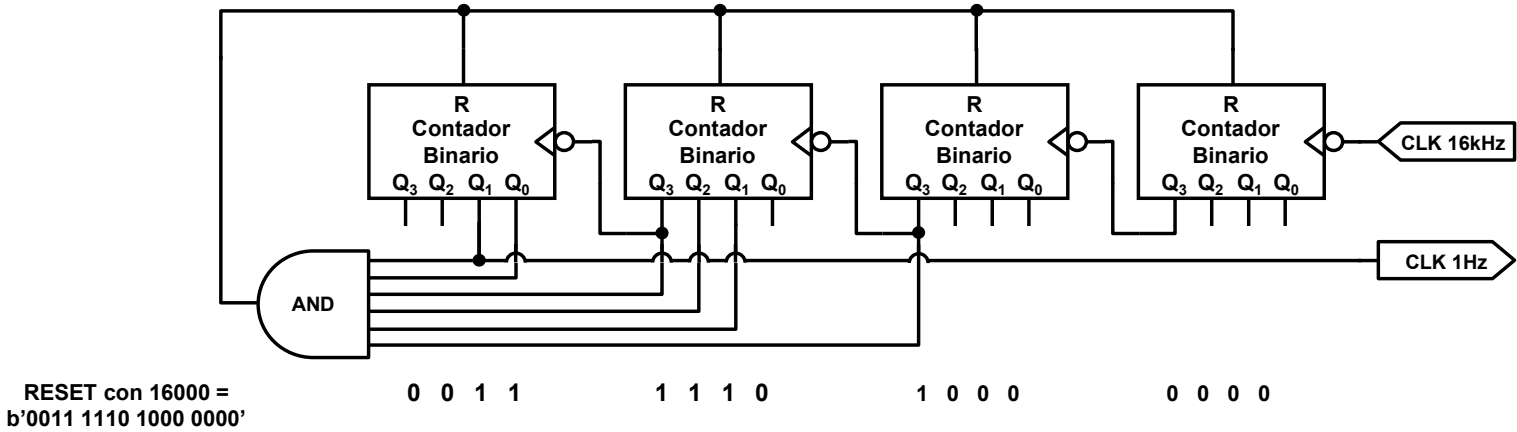 R
Contador
Binario
Q3 Q2 Q1 Q0
R
Contador
Binario
Q3 Q2 Q1 Q0
R
Contador
Binario
Q3 Q2 Q1 Q0
R
Contador
Binario
Q3 Q2 Q1 Q0
CLK 16kHz
CLK 1Hz
AND
RESET con 16000 =
b'0011 1110 1000 0000'
0 0 1 1
1 1 1 0
1 0 0 0
0 0 0 0